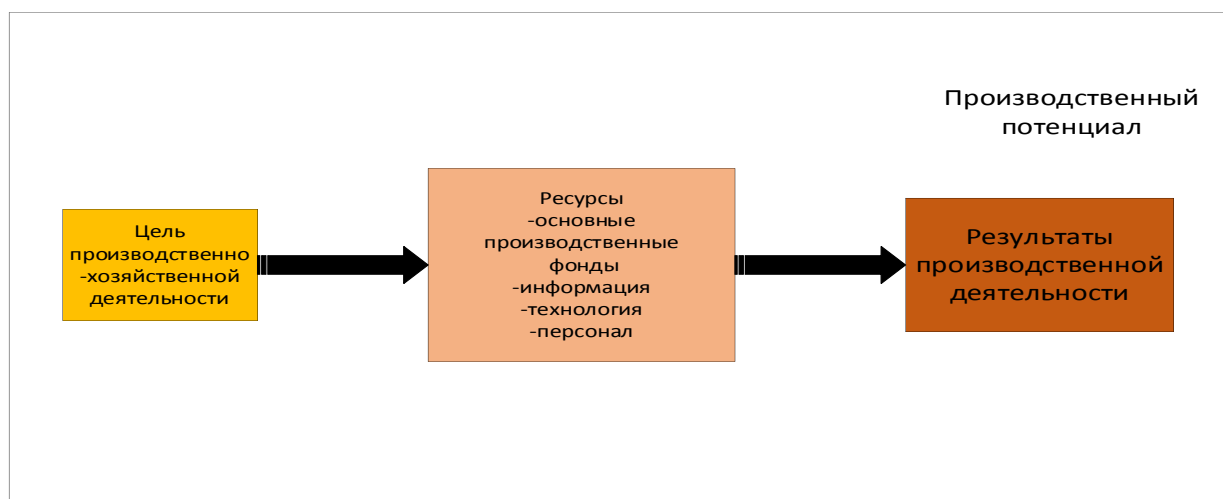 Производственный
потенциал
Цель
производственно
-хозяйственной
деятельности
Ресурсы
-основные
производственные
фонды
-информация
-технология
-персонал
Результаты
производственной
деятельности